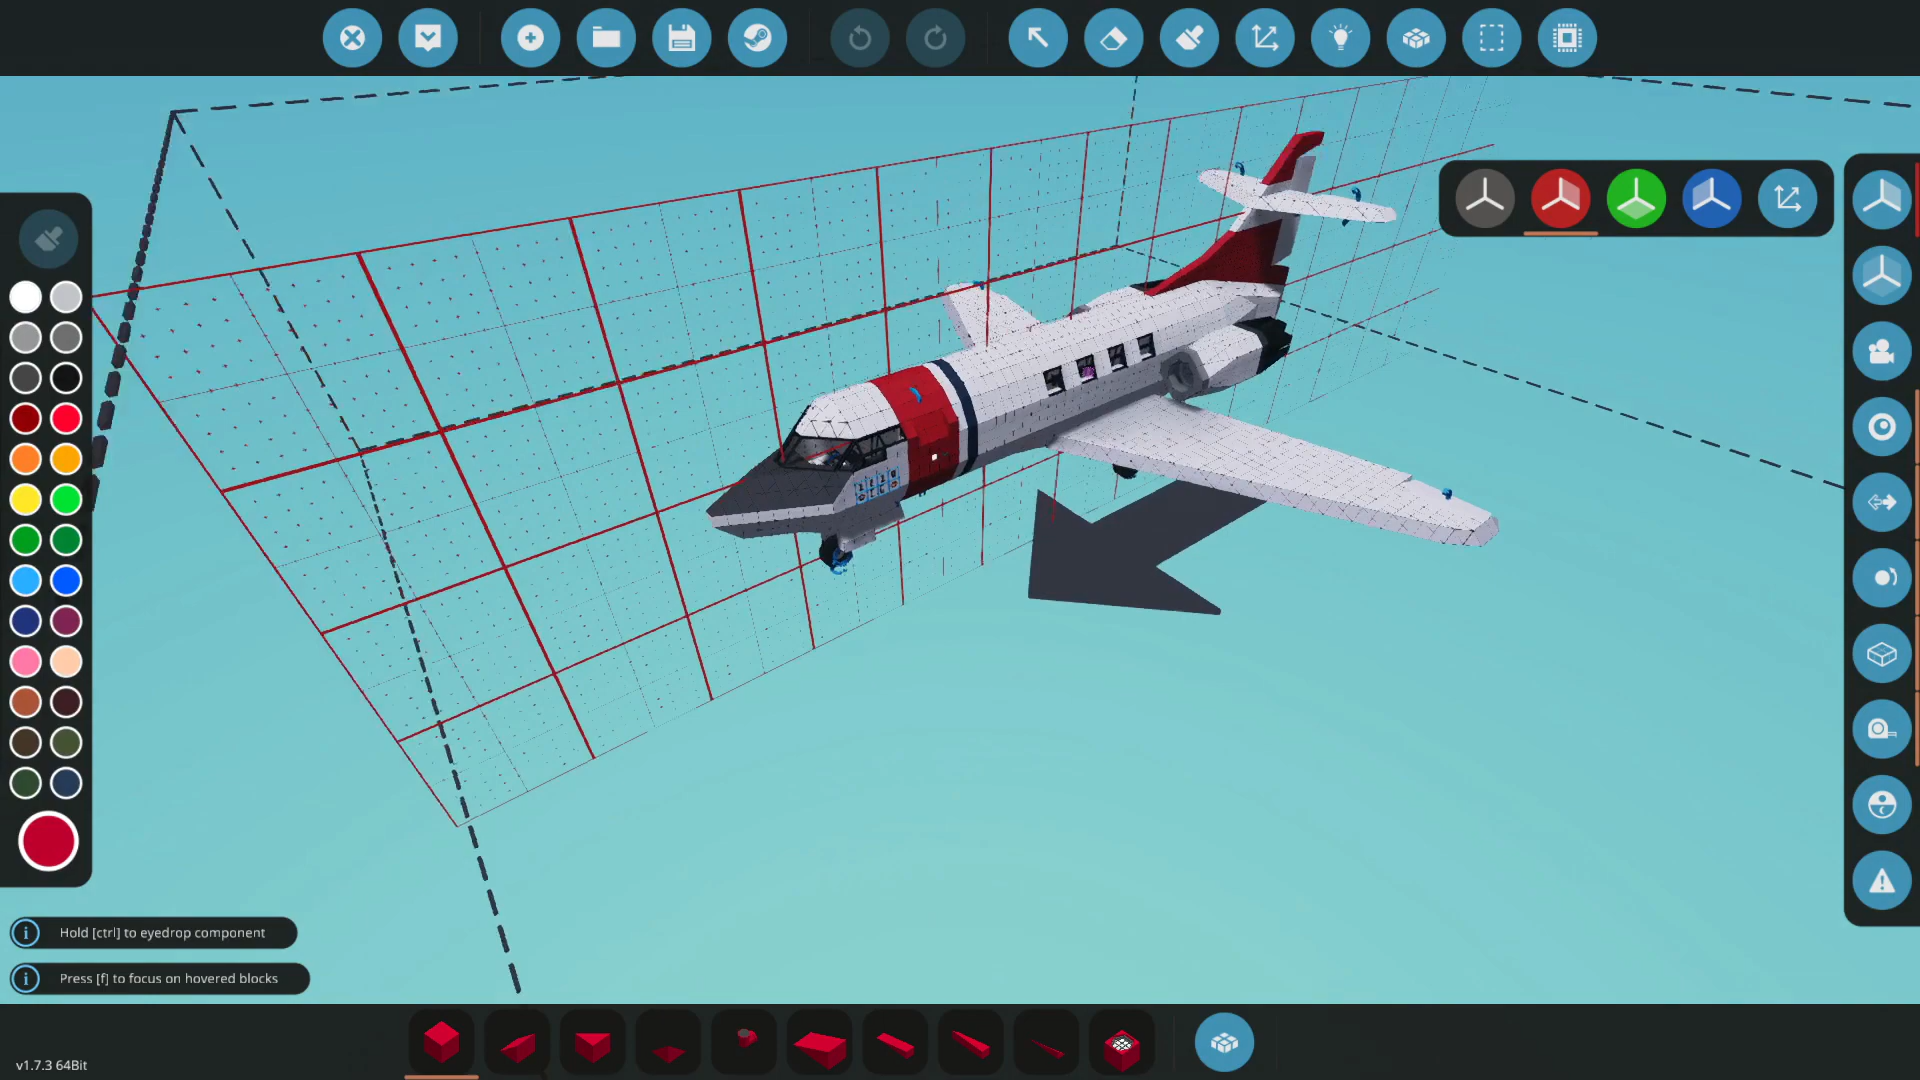 Hold [ctrl] to eyedrop component
Press [f] to focus on hovered blocks
v1.7.3 64Bit